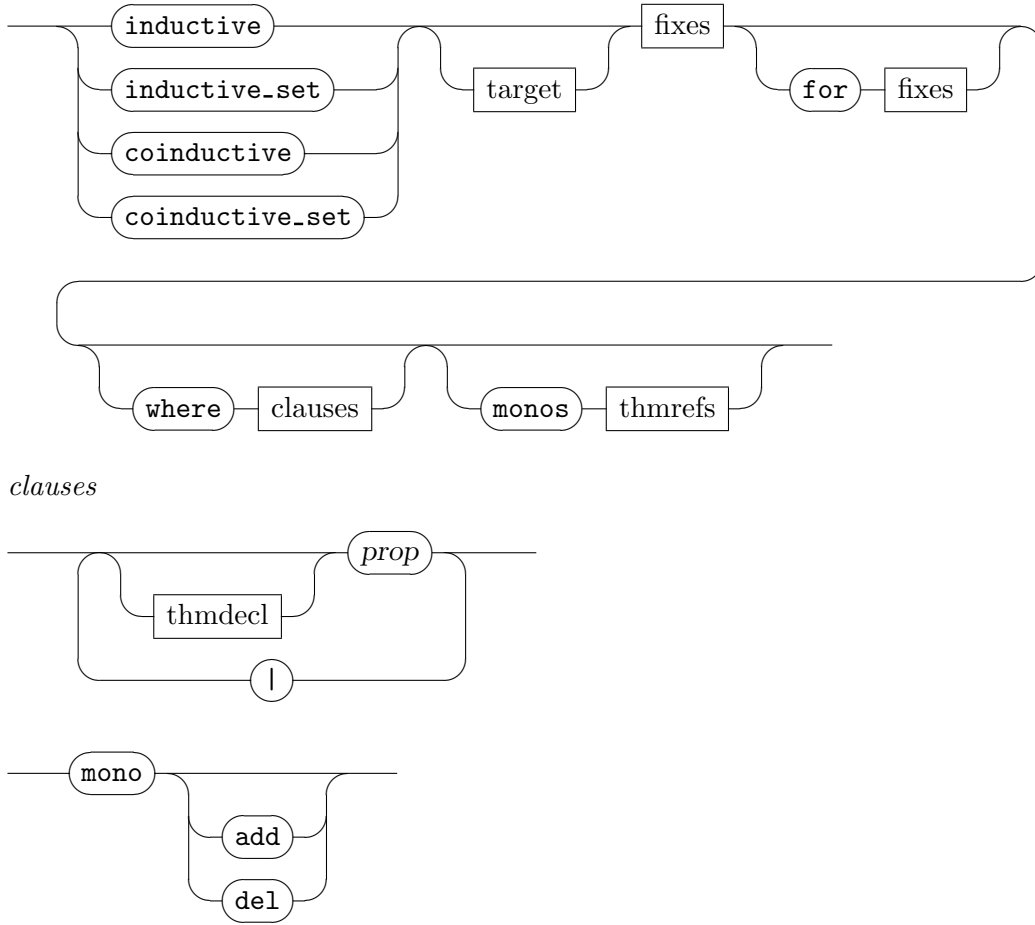 inductive fixes
inductive_set target for fixes
coinductive
coinductive_set
where clauses monos thmrefs
clauses
prop
thmdecl
|
mono
add
del